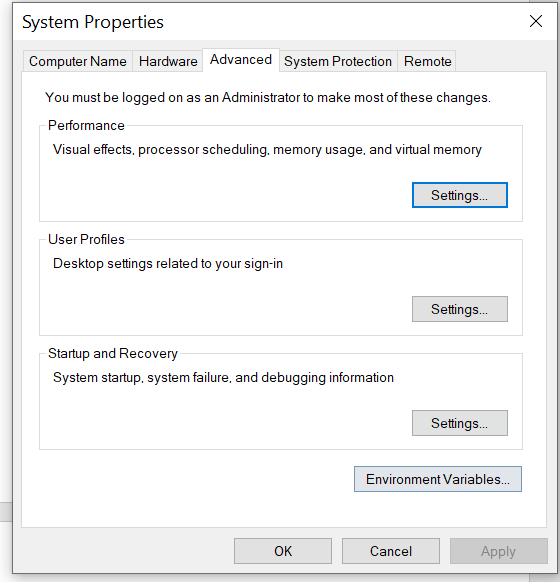 System Properties
Computer Name Hardware Advanced System Protection Remote
You must be logged on as an Administrator to make most of these changes.
Performance
Visual effects, processor scheduling, memory usage, and virtual memory
Settings...
User Profiles
Desktop settings related to your sign-in
Settings...
Startup and Recovery
System startup, system failure, and debugging information
Settings...
Environment Variables...
OK Cancel Apply